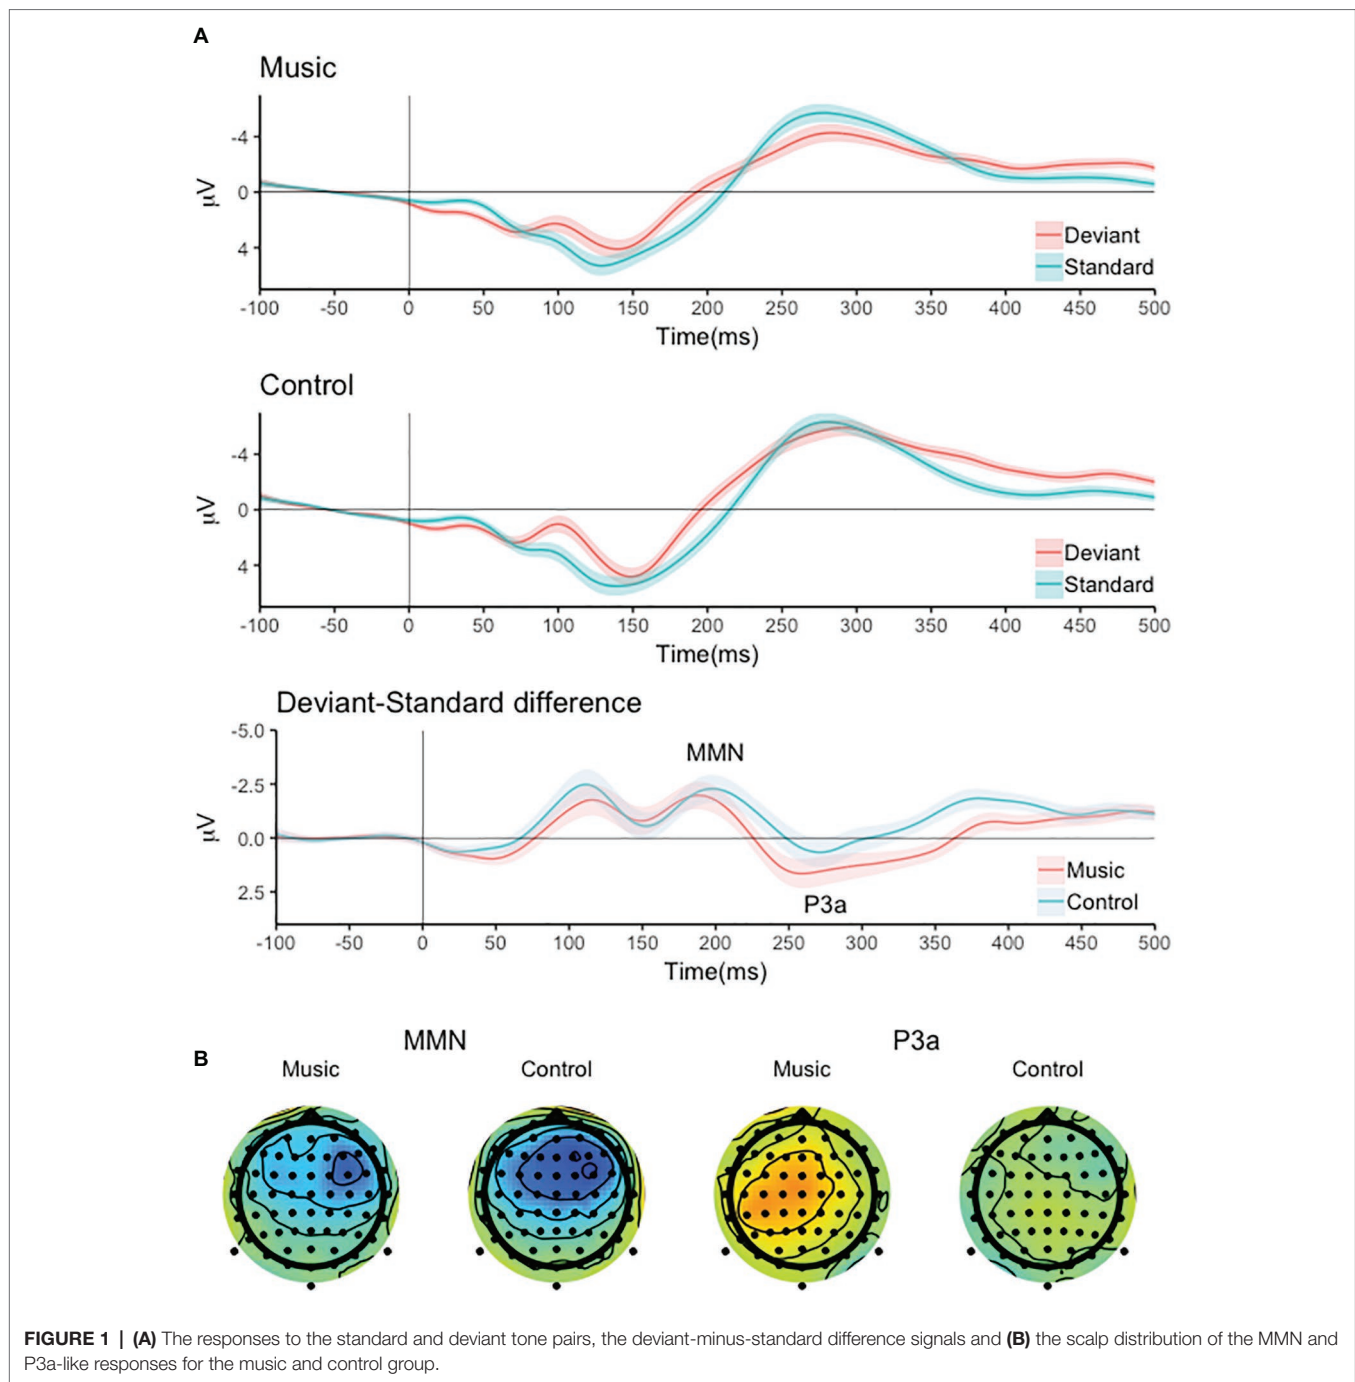 A
Music
-4
0
4
µV
-100 -50 0 50 100 150 200 250 300 350 400 450 500
Time(ms)
Deviant
Standard
Control
-4
0
4
µV
-100 -50 0 50 100 150 200 250 300 350 400 450 500
Time(ms)
Deviant
Standard
Deviant-Standard difference
-5.0
-2.5
0.0
2.5
µV
MMN
P3a
Music
Control
-100 -50 0 50 100 150 200 250 300 350 400 450 500
Time(ms)
B
MMN P3a
Music Control Music Control
FIGURE 1 | (A) The responses to the standard and deviant tone pairs, the deviant-minus-standard difference signals and (B) the scalp distribution of the MMN and
P3a-like responses for the music and control group.